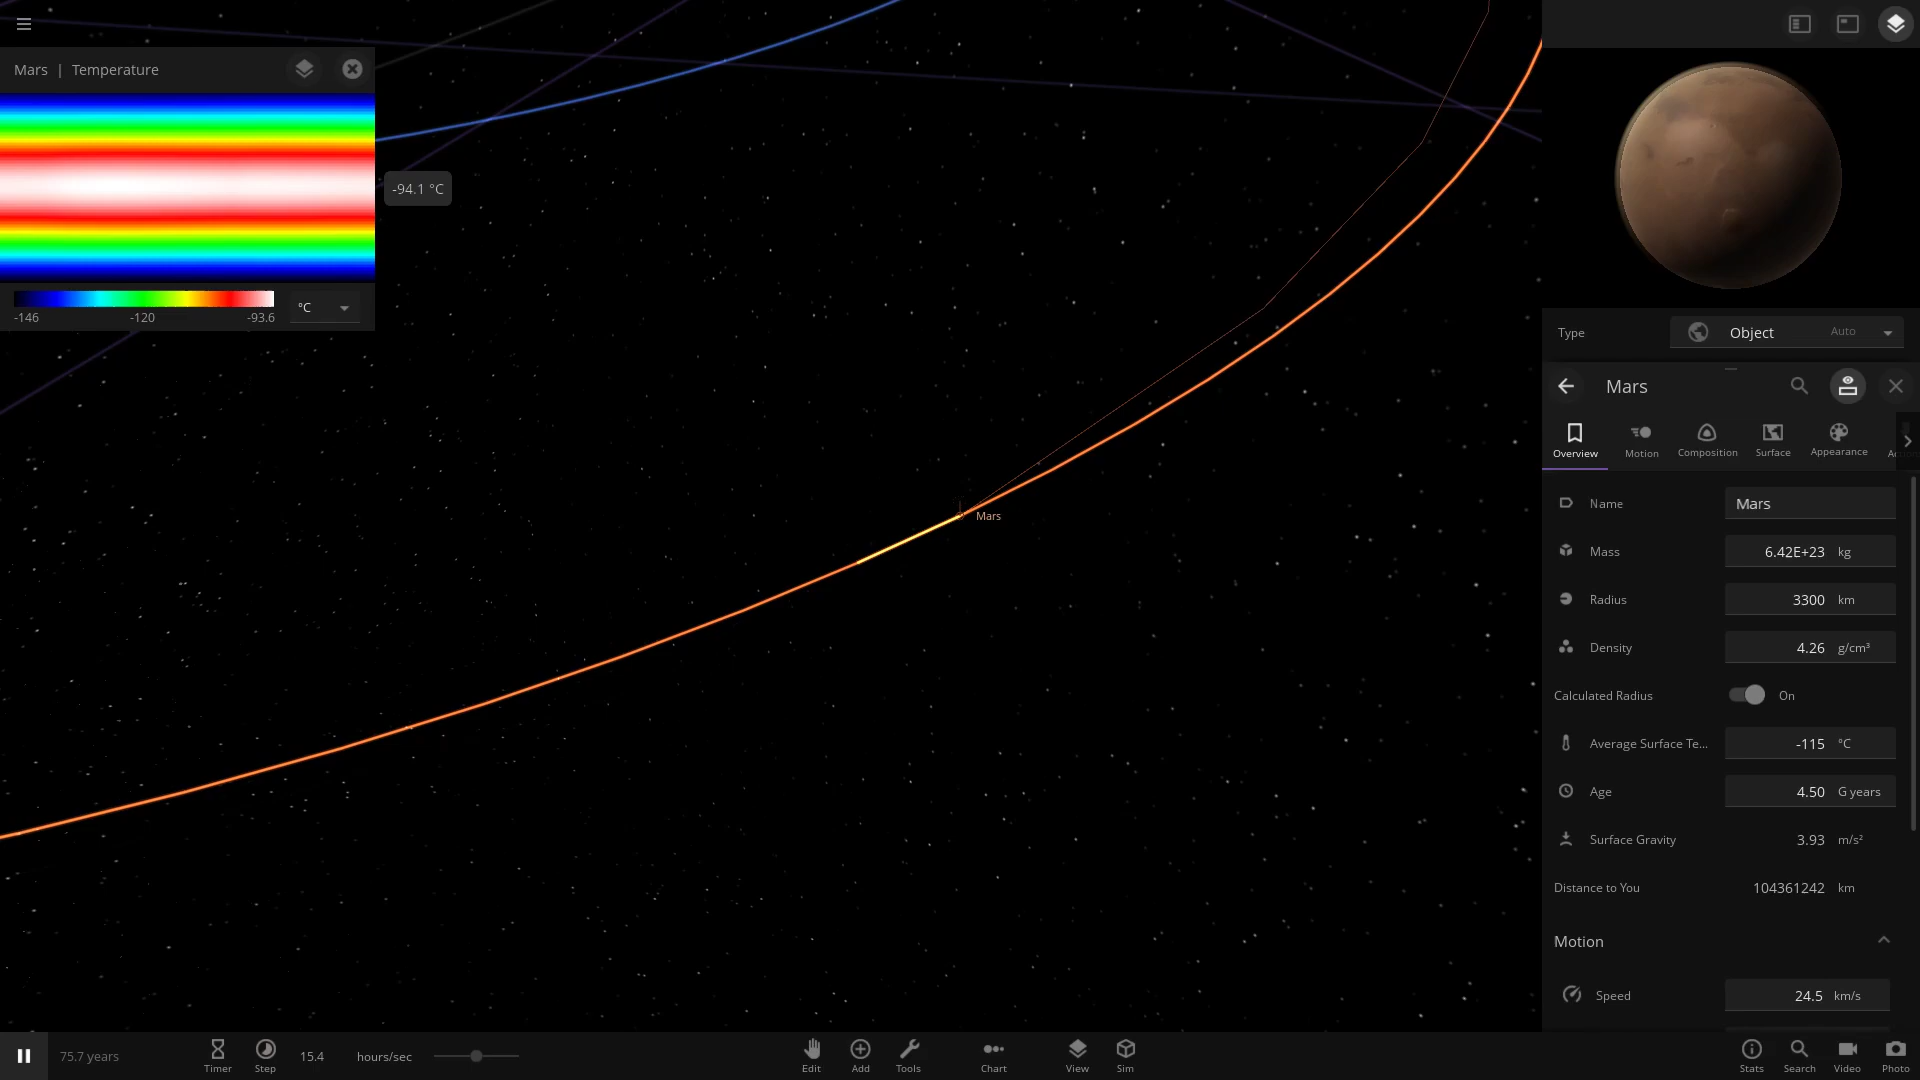 Mars | Temperature
-94.1 °C
-146 -120 -93.6 °C
Mars
Type Object Auto
Mars
Overview Motion Composition Surface Appearance
Name Mars
Mass 6.42E+23 kg
Radius 3300 km
Density 4.26 g/cm³
Calculated Radius On
Average Surface Te... -115 °C
Age 4.50 G years
Surface Gravity 3.93 m/s²
Distance to You 104361242 km
Motion
Speed 24.5 km/s
75.7 years Timer Step 15.4 hours/sec Edit Add Tools Chart View Sim Stats Search Video Photo